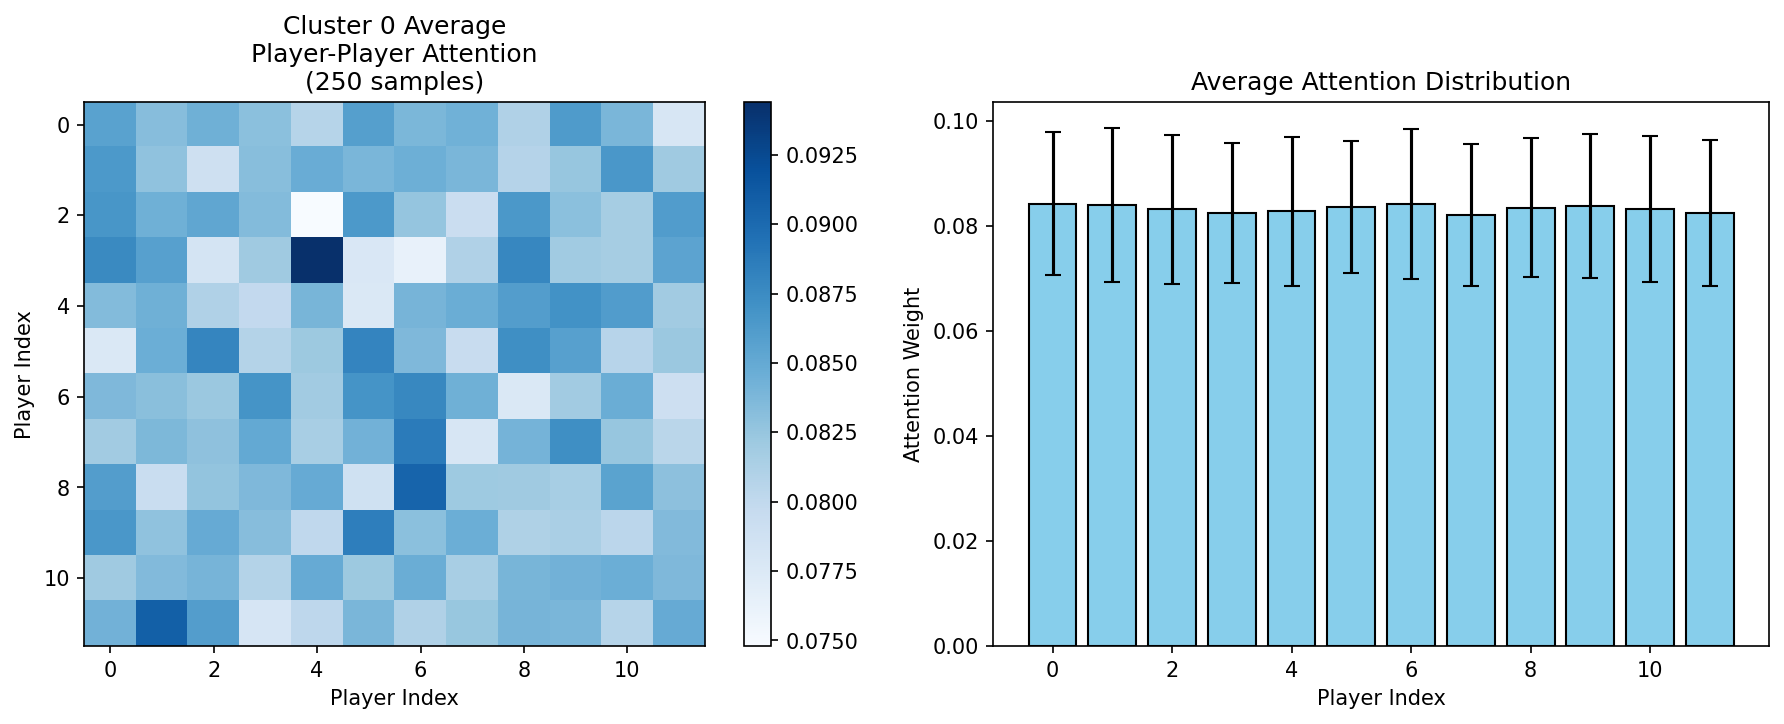 Cluster 0 Average
Player-Player Attention
(250 samples)
Player Index
0
2
4
6
8
10
0 2 4 6 8 10
Player Index
0.0925
0.0900
0.0875
0.0850
0.0825
0.0800
0.0775
0.0750
Average Attention Distribution
Attention Weight
0.10
0.08
0.06
0.04
0.02
0.00
0 2 4 6 8 10
Player Index